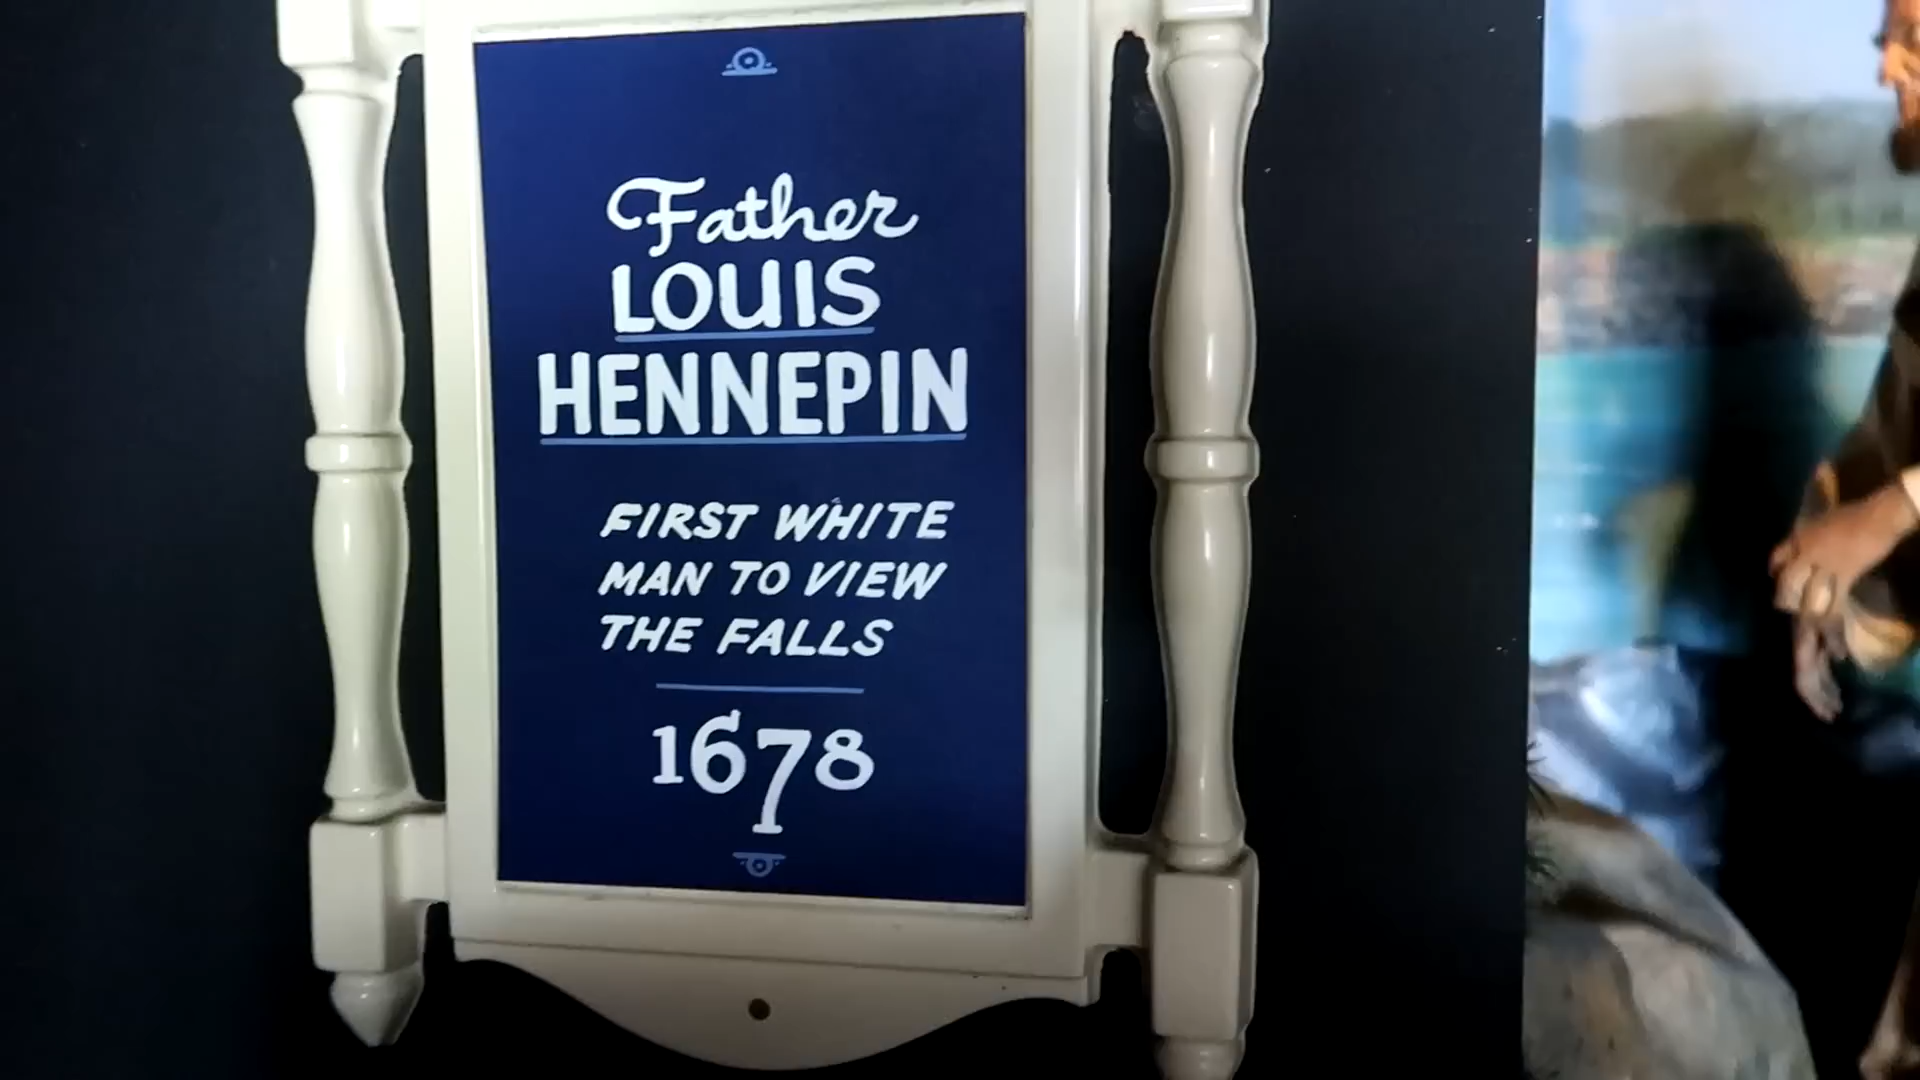 Father
LOUIS
HENNEPIN
FIRST WHITE
MAN TO VIEW
THE FALLS
1678